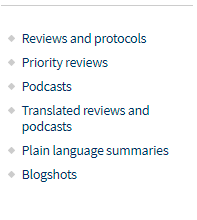 Reviews and protocols
Priority reviews
Podcasts
Translated reviews and
podcasts
Plain language summaries
Blogshots